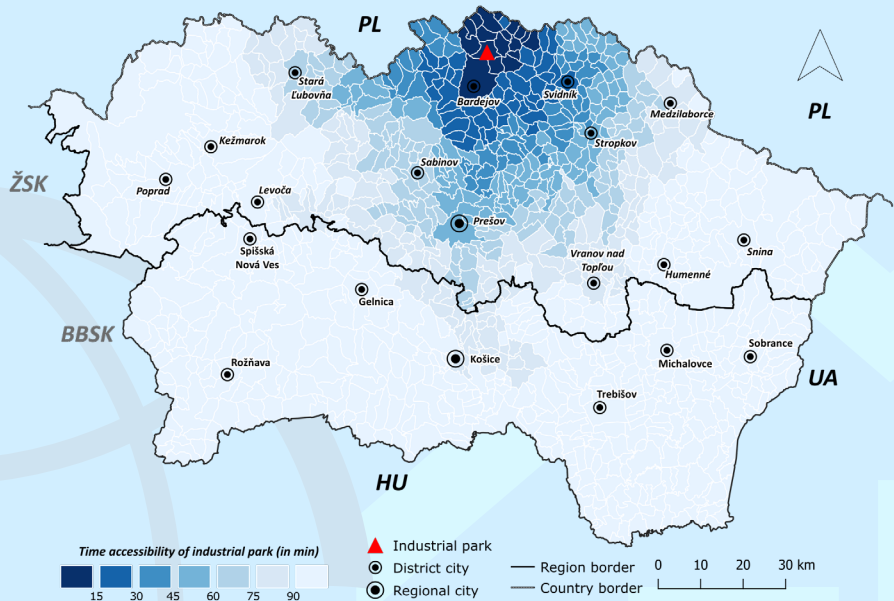 PL
PL
Stará
Ľubovňa
Bardejov
Svidník
Medzilaborce
Kežmarok
Stropkov
Sabinov
ŽSK
Poprad
Levoča
Prešov
Spišská
Nová Ves
Vranov nad
Topľou
Humenné
Snina
Gelnica
BBSK
Rožňava
Košice
Michalovce
Sobrance
UA
Trebišov
HU
Time accessibility of industrial park (in min)
15 30 45 60 75 90
Industrial park
District city
Regional city
Region border
Country border
0 10 20 30 km